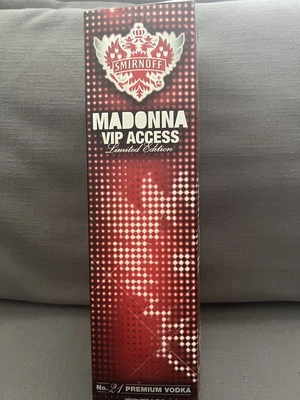 SMIRNOFF
MADONNA
VIP ACCESS
Limited Edition
No. 21 PREMIUM VODKA